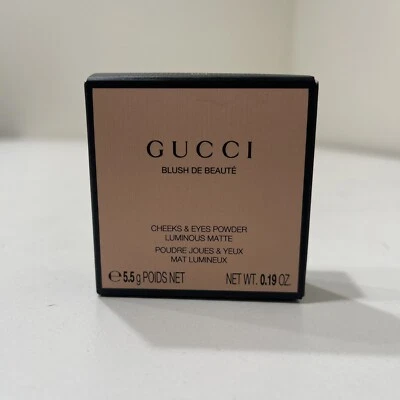 GUCCI
BLUSH DE BEAUTÉ
CHEEKS & EYES POWDER
LUMINOUS MATTE
POUDRE JOUES & YEUX
MAT LUMINEUX
℮ 5.5 g POIDS NET NET WT. 0.19 OZ.